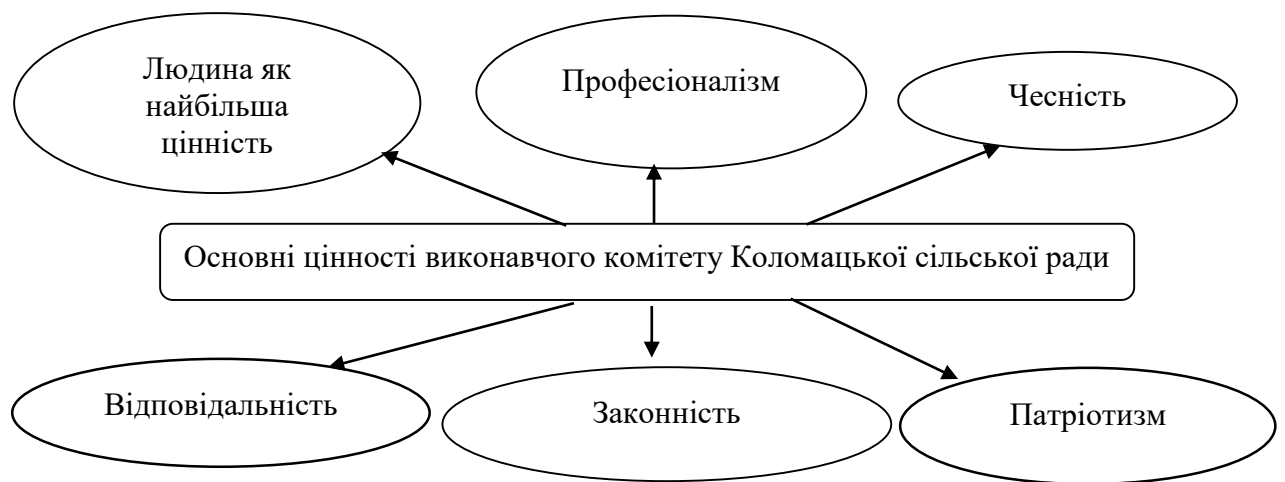 Людина як
найбільша
цінність
Професіоналізм
Чесність
Основні цінності виконавчого комітету Коломацької сільської ради
Відповідальність
Законність
Патріотизм